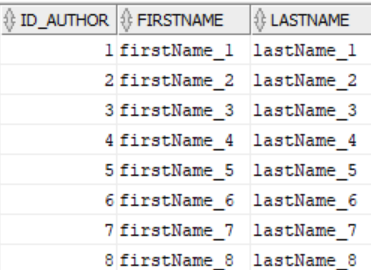 ID_AUTHOR FIRSTNAME LASTNAME
1 firstName_1 lastName_1
2 firstName_2 lastName_2
3 firstName_3 lastName_3
4 firstName_4 lastName_4
5 firstName_5 lastName_5
6 firstName_6 lastName_6
7 firstName_7 lastName_7
8 firstName_8 lastName_8